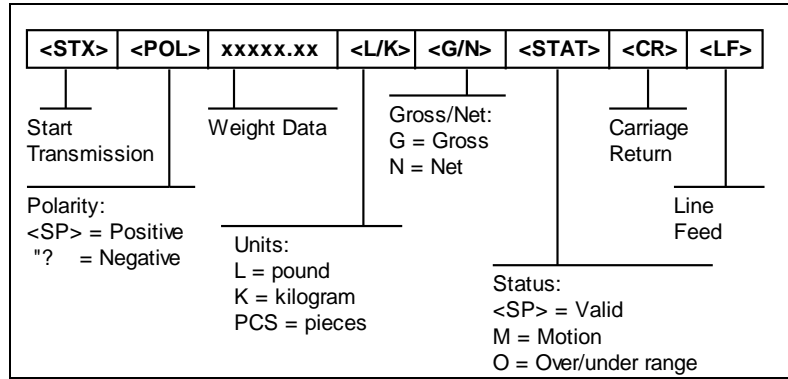 <STX> <POL> xxxxx.xx <L/K> <G/N> <STAT> <CR> <LF>
Start
Transmission
Weight Data
Gross/Net:
G = Gross
N = Net
Carriage
Return
Polarity:
<SP> = Positive
"? = Negative
Units:
L = pound
K = kilogram
PCS = pieces
Line
Feed
Status:
<SP> = Valid
M = Motion
O = Over/under range